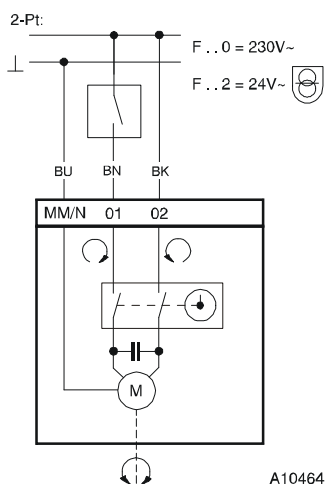 2-Pt:
F . . 0 = 230V~
⊥
F . . 2 = 24V~
BU BN BK
MM/N 01 02
M
A10464